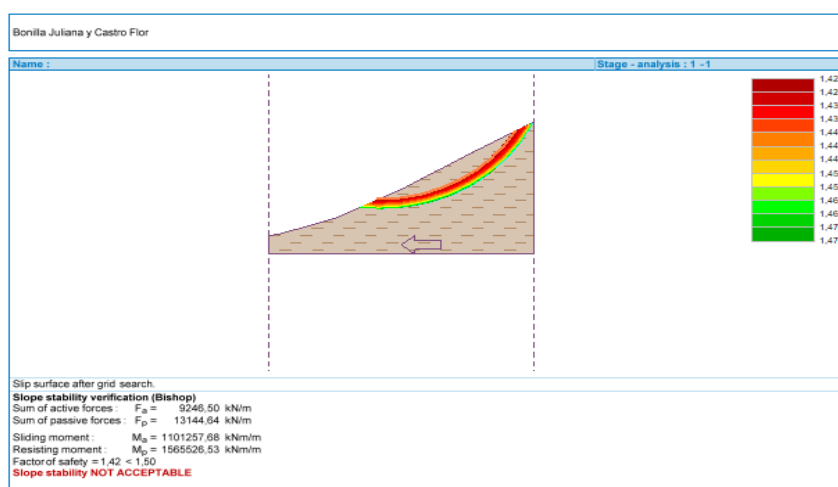 Bonilla Juliana y Castro Flor
Name :
Stage - analysis : 1 -1
1,42
1,42
1,43
1,43
1,44
1,44
1,45
1,45
1,46
1,46
1,47
1,47
Slip surface after grid search.
Slope stability verification (Bishop)
Sum of active forces : Fa = 9246,50 kN/m
Sum of passive forces : Fp = 13144,64 kN/m
Sliding moment : Ma = 1101257,68 kNm/m
Resisting moment : Mp = 1565526,53 kNm/m
Factor of safety = 1,42 < 1,50
Slope stability NOT ACCEPTABLE